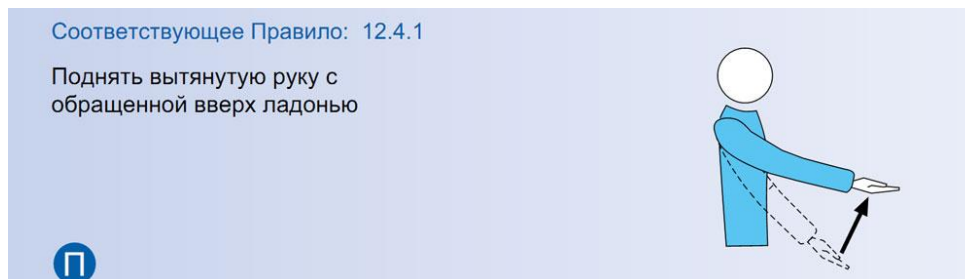 Соответствующее Правило: 12.4.1
Поднять вытянутую руку с
обращенной вверх ладонью
П